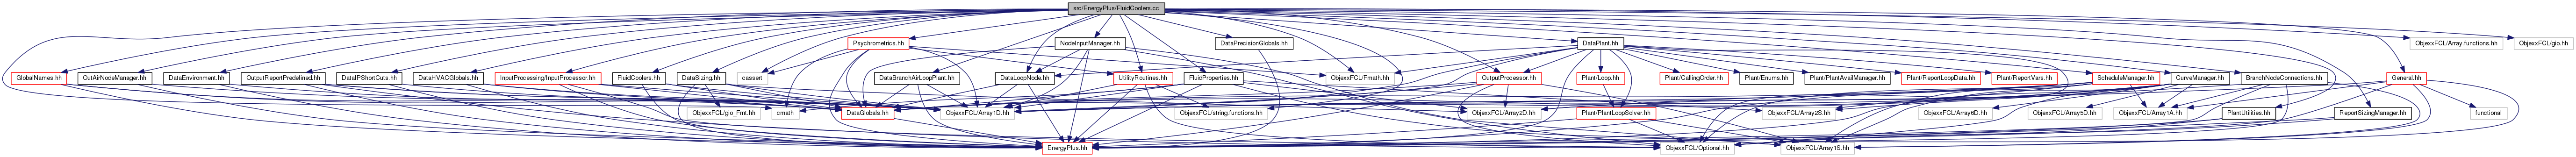 src/EnergyPlus/FluidCoolers.cc
Psychrometrics.hh
NodeInputManager.hh
DataPrecisionGlobals.hh
DataPlant.hh
ObjexxFCL/Array.functions.hh
ObjexxFCL/gio.hh
GlobalNames.hh
OutAirNodeManager.hh
DataEnvironment.hh
OutputReportPredefined.hh
DataIPShortCuts.hh
DataHVACGlobals.hh
InputProcessing/InputProcessor.hh
FluidCoolers.hh
DataSizing.hh
cassert
DataBranchAirLoopPlant.hh
DataLoopNode.hh
UtilityRoutines.hh
FluidProperties.hh
ObjexxFCL/Fmath.hh
OutputProcessor.hh
Plant/Loop.hh
Plant/CallingOrder.hh
Plant/Enums.hh
Plant/PlantAvailManager.hh
Plant/ReportLoopData.hh
Plant/ReportVars.hh
ScheduleManager.hh
CurveManager.hh
BranchNodeConnections.hh
General.hh
ObjexxFCL/gio_Fmt.hh
cmath
DataGlobals.hh
ObjexxFCL/Array1D.hh
ObjexxFCL/string.functions.hh
ObjexxFCL/Array2D.hh
Plant/PlantLoopSolver.hh
ObjexxFCL/Array2S.hh
ObjexxFCL/Array6D.hh
ObjexxFCL/Array5D.hh
ObjexxFCL/Array1A.hh
PlantUtilities.hh
ReportSizingManager.hh
functional
EnergyPlus.hh
ObjexxFCL/Optional.hh
ObjexxFCL/Array1S.hh